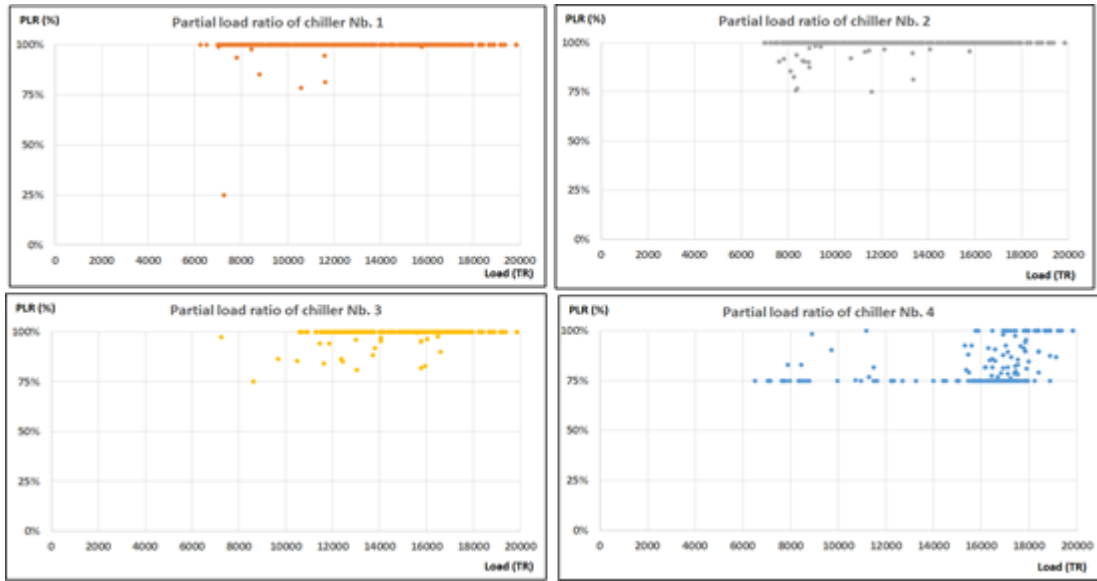 PLR (%)
Partial load ratio of chiller Nb. 1
100%
75%
50%
25%
0%
0 2000 4000 6000 8000 10000 12000 14000 16000 18000 20000
Load (TR)
PLR (%)
Partial load ratio of chiller Nb. 2
100%
75%
50%
25%
0%
0 2000 4000 6000 8000 10000 12000 14000 16000 18000 20000
Load (TR)
PLR (%)
Partial load ratio of chiller Nb. 3
100%
75%
50%
25%
0%
0 2000 4000 6000 8000 10000 12000 14000 16000 18000 20000
Load (TR)
PLR (%)
Partial load ratio of chiller Nb. 4
100%
75%
50%
25%
0%
0 2000 4000 6000 8000 10000 12000 14000 16000 18000 20000
Load (TR)